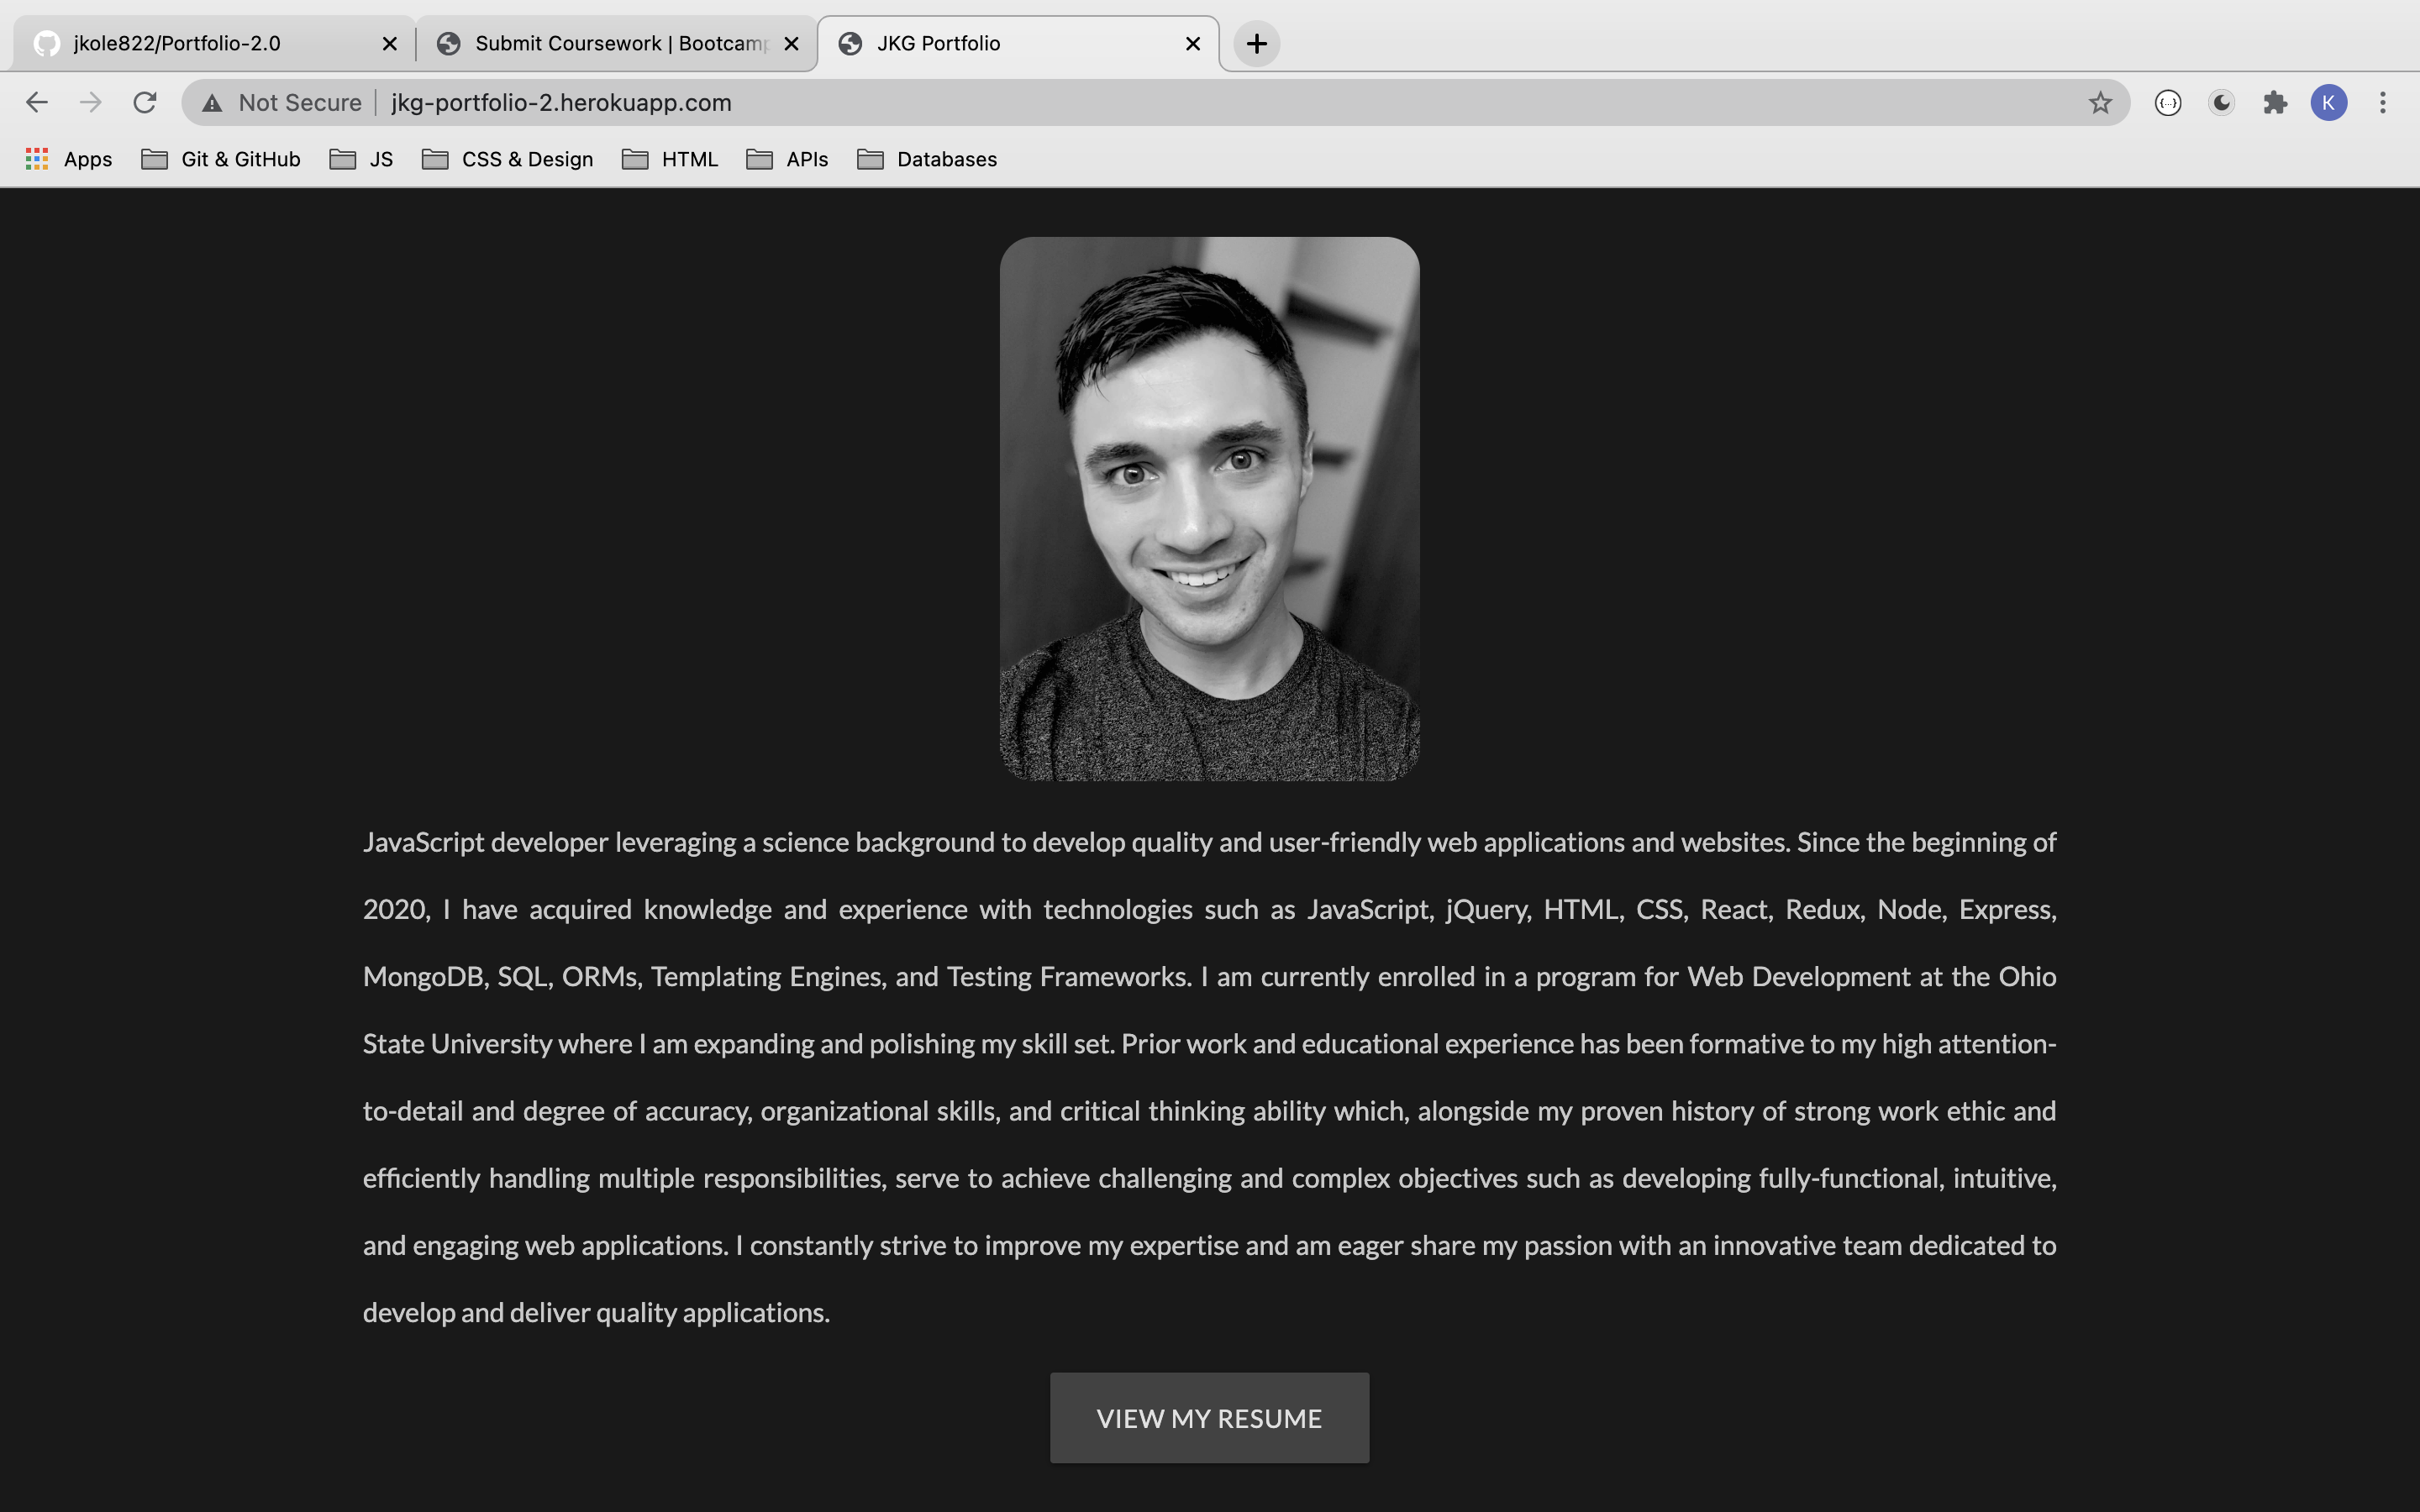 jkole822/Portfolio-2.0
Submit Coursework | Bootcamp
JKG Portfolio
Not Secure
jkg-portfolio-2.herokuapp.com
K
Apps
Git & GitHub
JS
CSS & Design
HTML
APIs
Databases
JavaScript developer leveraging a science background to develop quality and user-friendly web applications and websites. Since the beginning of
2020, I have acquired knowledge and experience with technologies such as JavaScript, jQuery, HTML, CSS, React, Redux, Node, Express,
MongoDB, SQL, ORMs, Templating Engines, and Testing Frameworks. I am currently enrolled in a program for Web Development at the Ohio
State University where I am expanding and polishing my skill set. Prior work and educational experience has been formative to my high attention-
to-detail and degree of accuracy, organizational skills, and critical thinking ability which, alongside my proven history of strong work ethic and
efficiently handling multiple responsibilities, serve to achieve challenging and complex objectives such as developing fully-functional, intuitive,
and engaging web applications. I constantly strive to improve my expertise and am eager share my passion with an innovative team dedicated to
develop and deliver quality applications.
VIEW MY RESUME